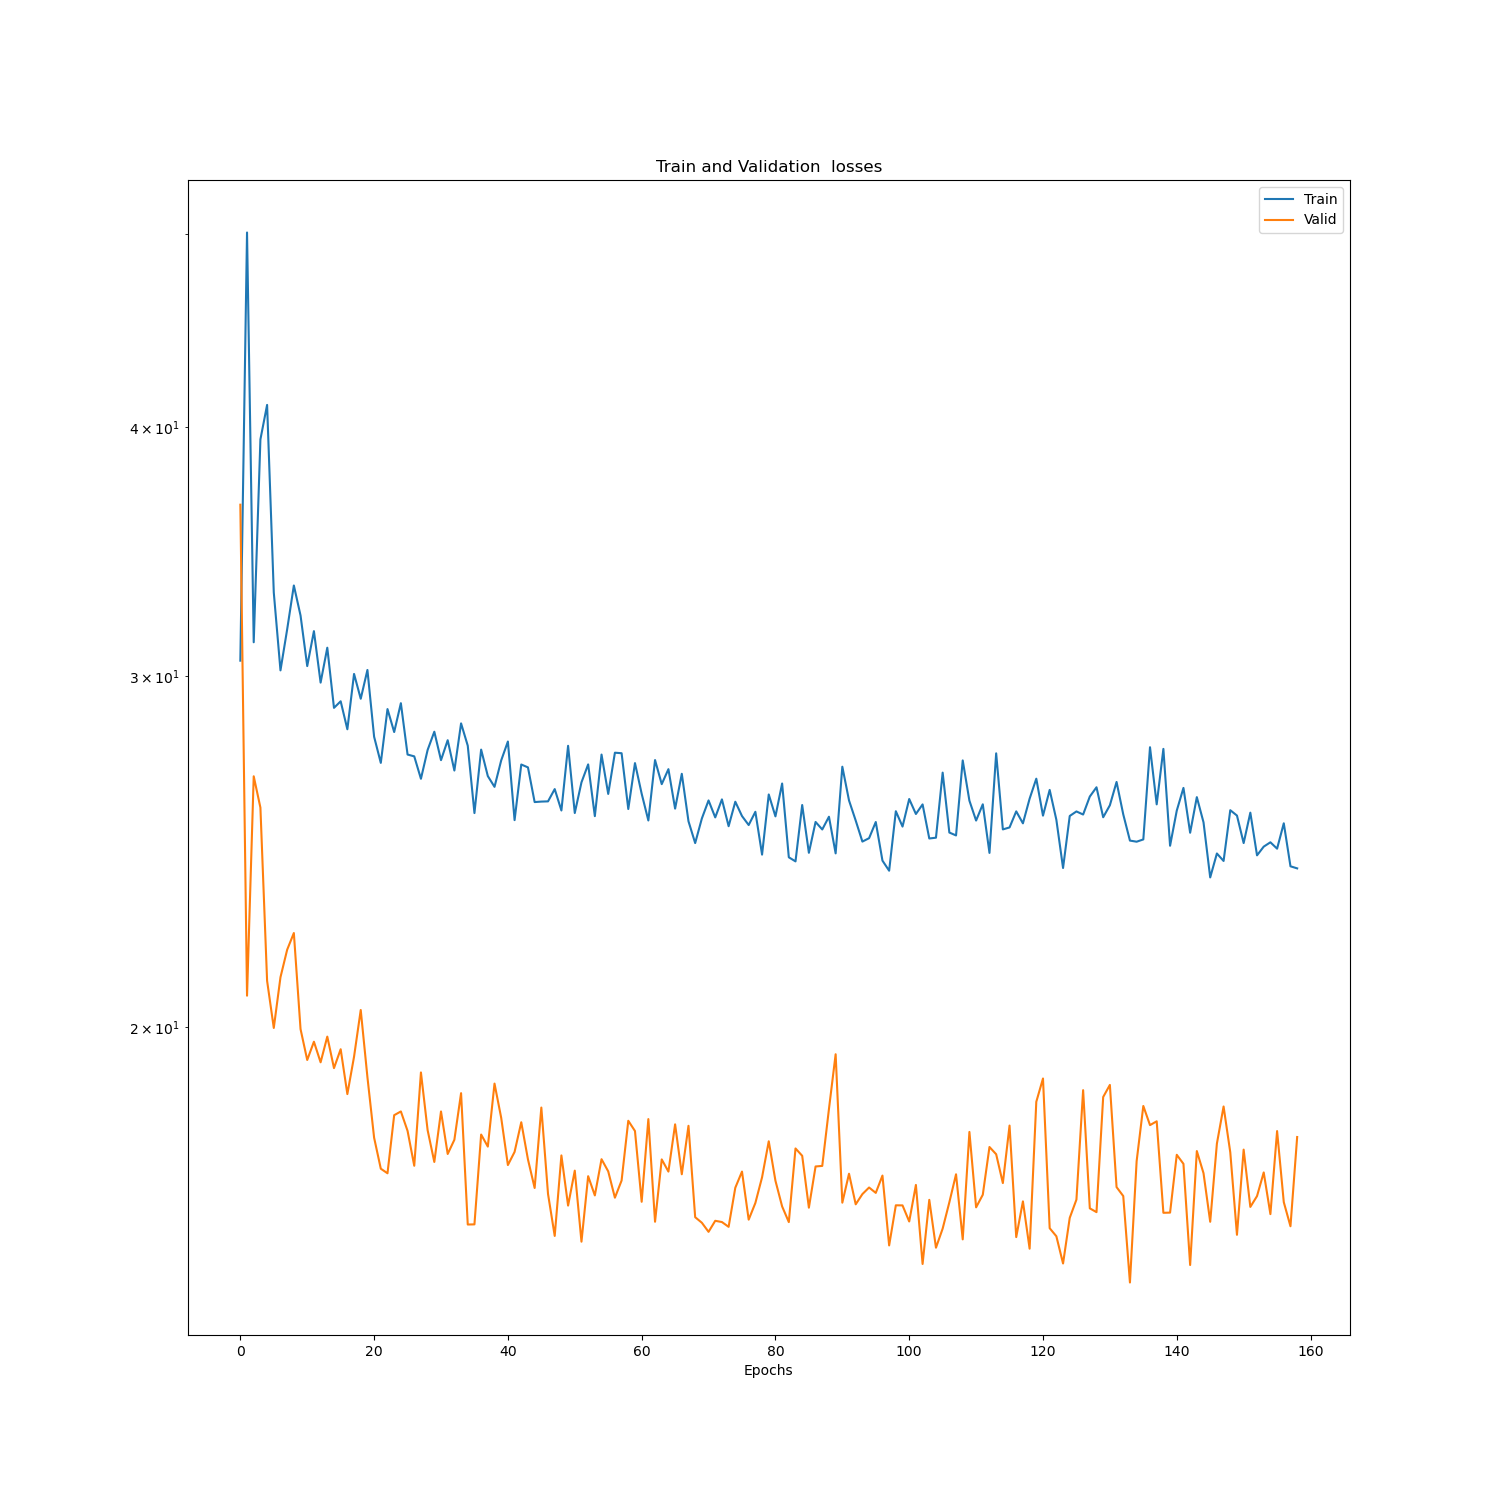 Train and Validation  losses
Train
Valid
4 × 10¹
3 × 10¹
2 × 10¹
0 20 40 60 80 100 120 140 160
Epochs